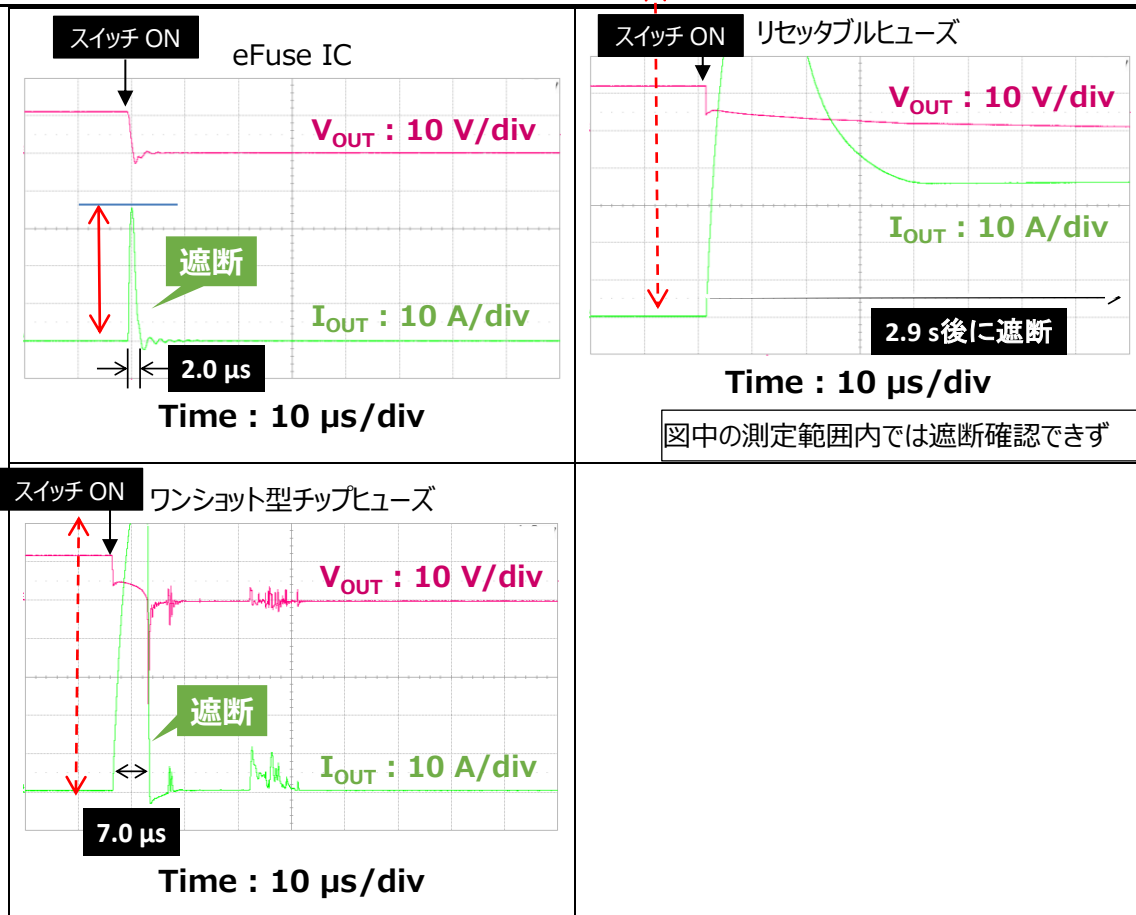 スイッチ ON
eFuse IC
VOUT : 10 V/div
遮断
IOUT : 10 A/div
2.0 µs
Time : 10 µs/div
スイッチ ON
リセッタブルヒューズ
VOUT : 10 V/div
IOUT : 10 A/div
2.9 s後に遮断
Time : 10 µs/div
図中の測定範囲内では遮断確認できず
スイッチ ON
ワンショット型チップヒューズ
VOUT : 10 V/div
遮断
IOUT : 10 A/div
7.0 µs
Time : 10 µs/div